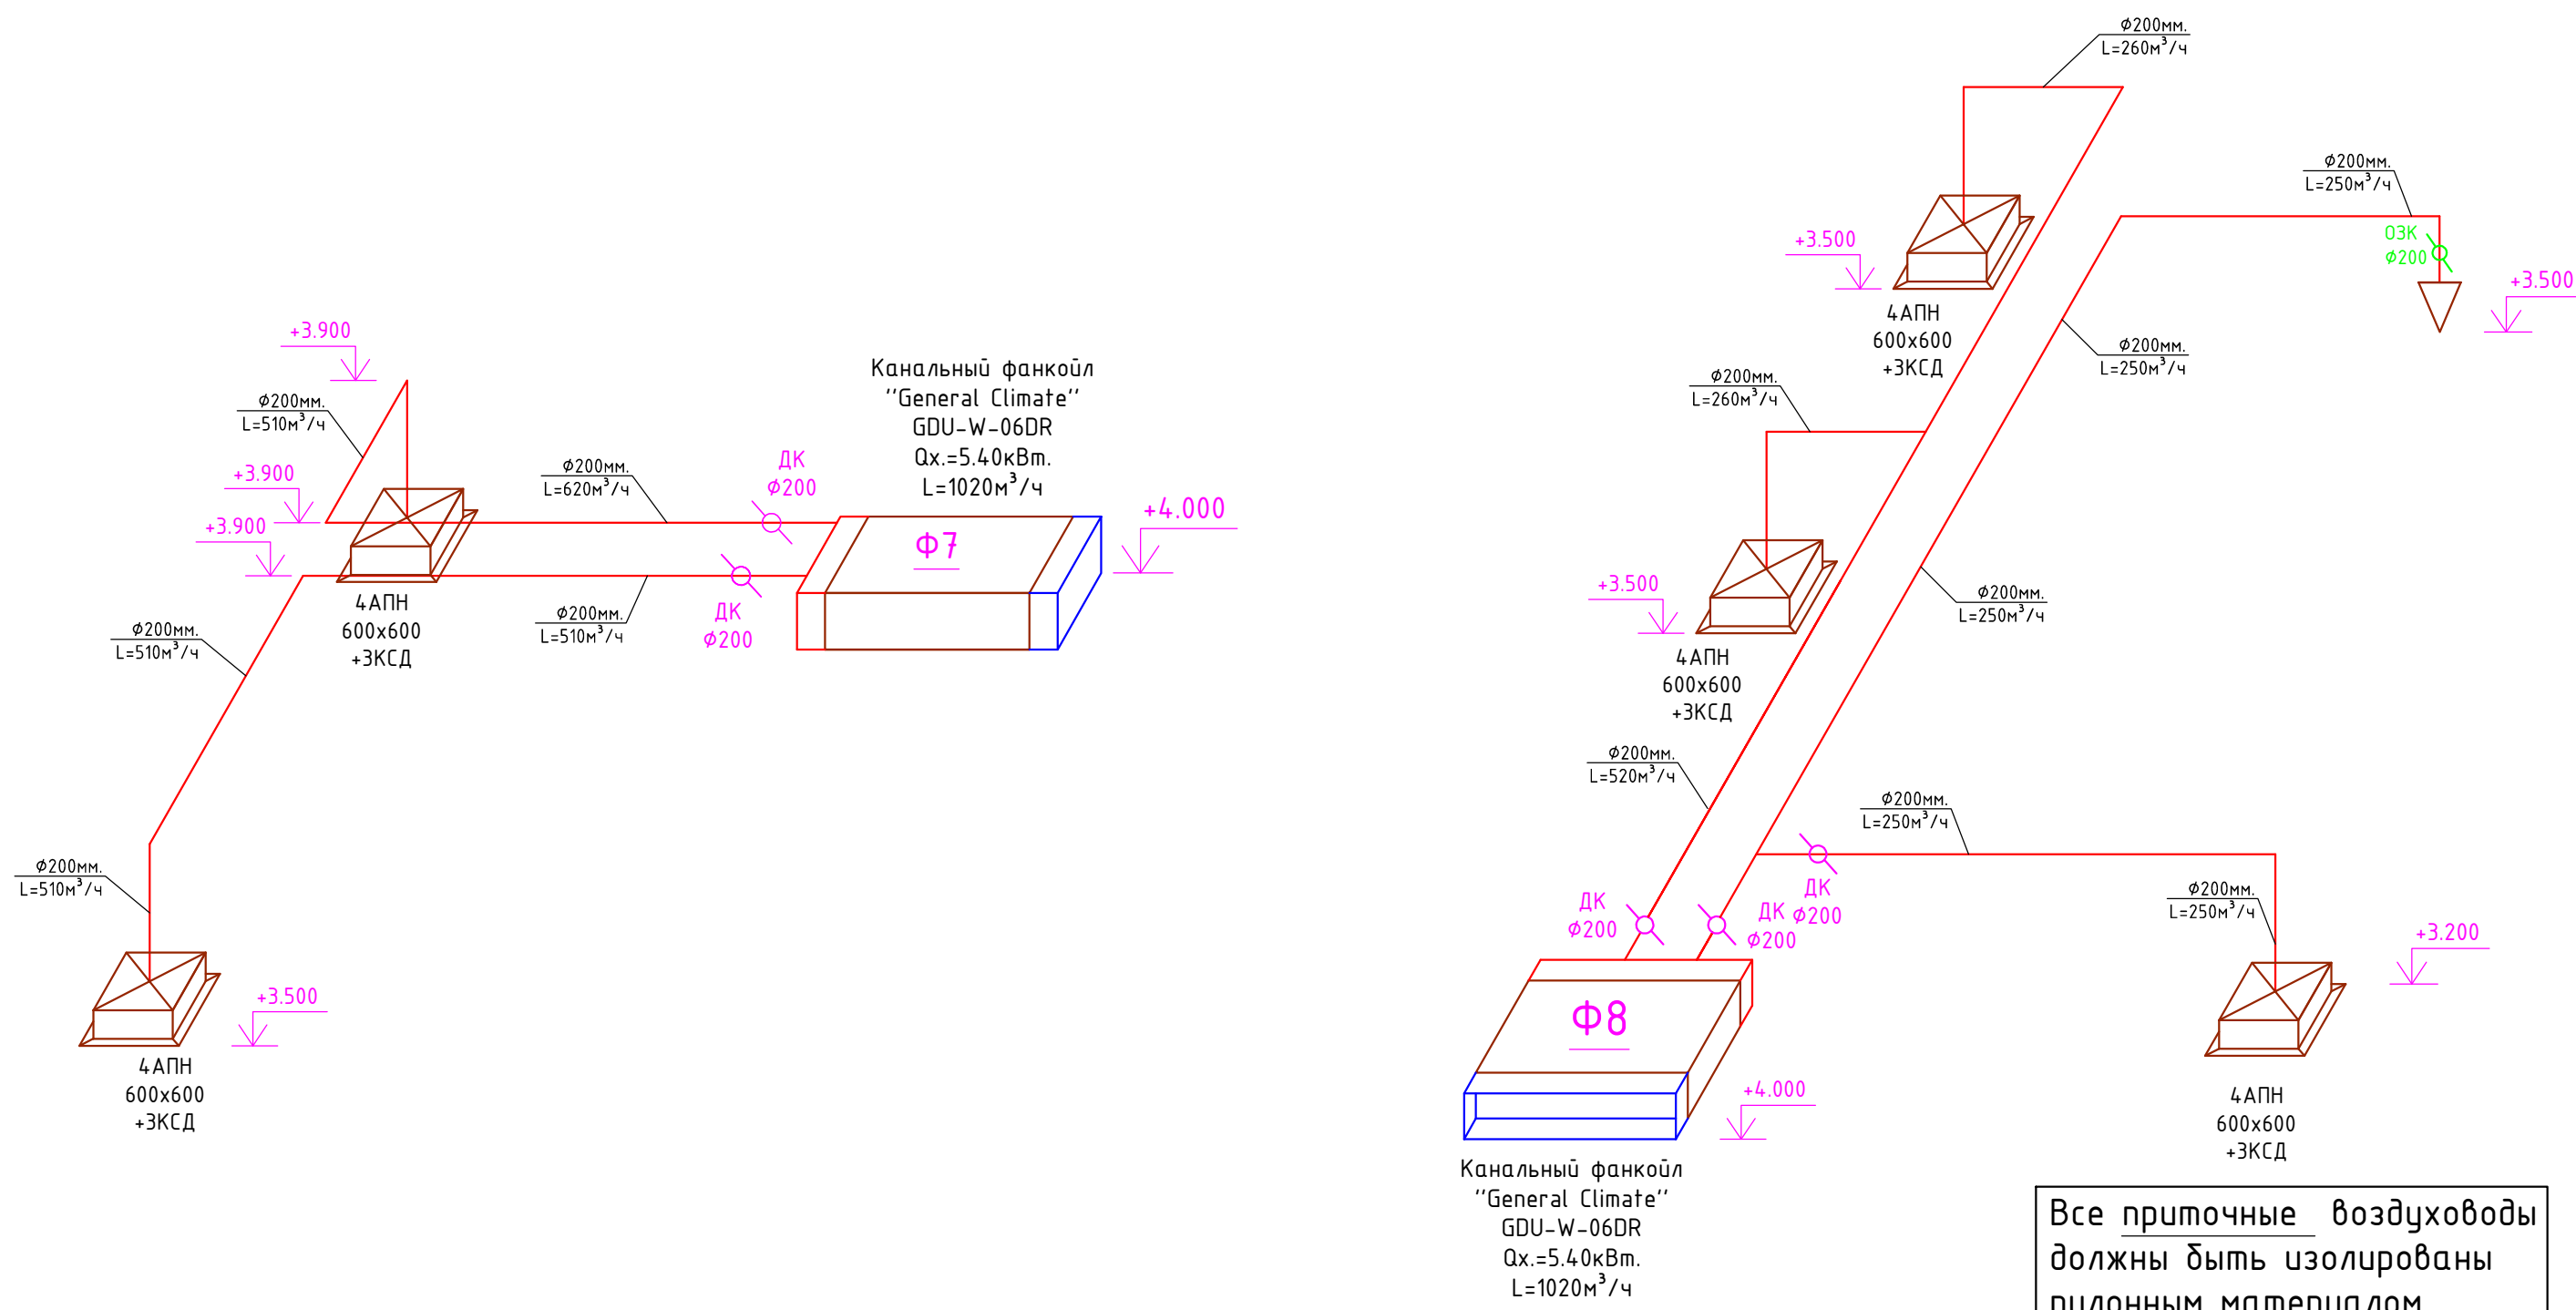 Ф200мм.
L=260м³/ч
Ф200мм.
L=250м³/ч
ОЗК
Ф200
+3.500
+3.500
4АПН
600х600
+3КСД
Ф200мм.
L=250м³/ч
Ф200мм.
L=260м³/ч
+3.900
Ф200мм.
L=510м³/ч
+3.900
+3.900
Ф200мм.
L=620м³/ч
ДК
Ф200
Канальный фанкойл
''General Climate''
GDU-W-06DR
Qх.=5.40кВт.
L=1020м³/ч
+4.000
Ф7
4АПН
600х600
+3КСД
Ф200мм.
L=510м³/ч
ДК
Ф200
Ф200мм.
L=510м³/ч
Ф200мм.
L=510м³/ч
+3.500
4АПН
600х600
+3КСД
+3.500
4АПН
600х600
+3КСД
Ф200мм.
L=250м³/ч
Ф200мм.
L=520м³/ч
Ф200мм.
L=250м³/ч
ДК
Ф200
ДК
Ф200
ДК
Ф200
Ф200мм.
L=250м³/ч
+3.200
4АПН
600х600
+3КСД
Ф8
+4.000
Канальный фанкойл
''General Climate''
GDU-W-06DR
Qх.=5.40кВт.
L=1020м³/ч
Все приточные воздуховоды
должны быть изолированы
рулонным материалом